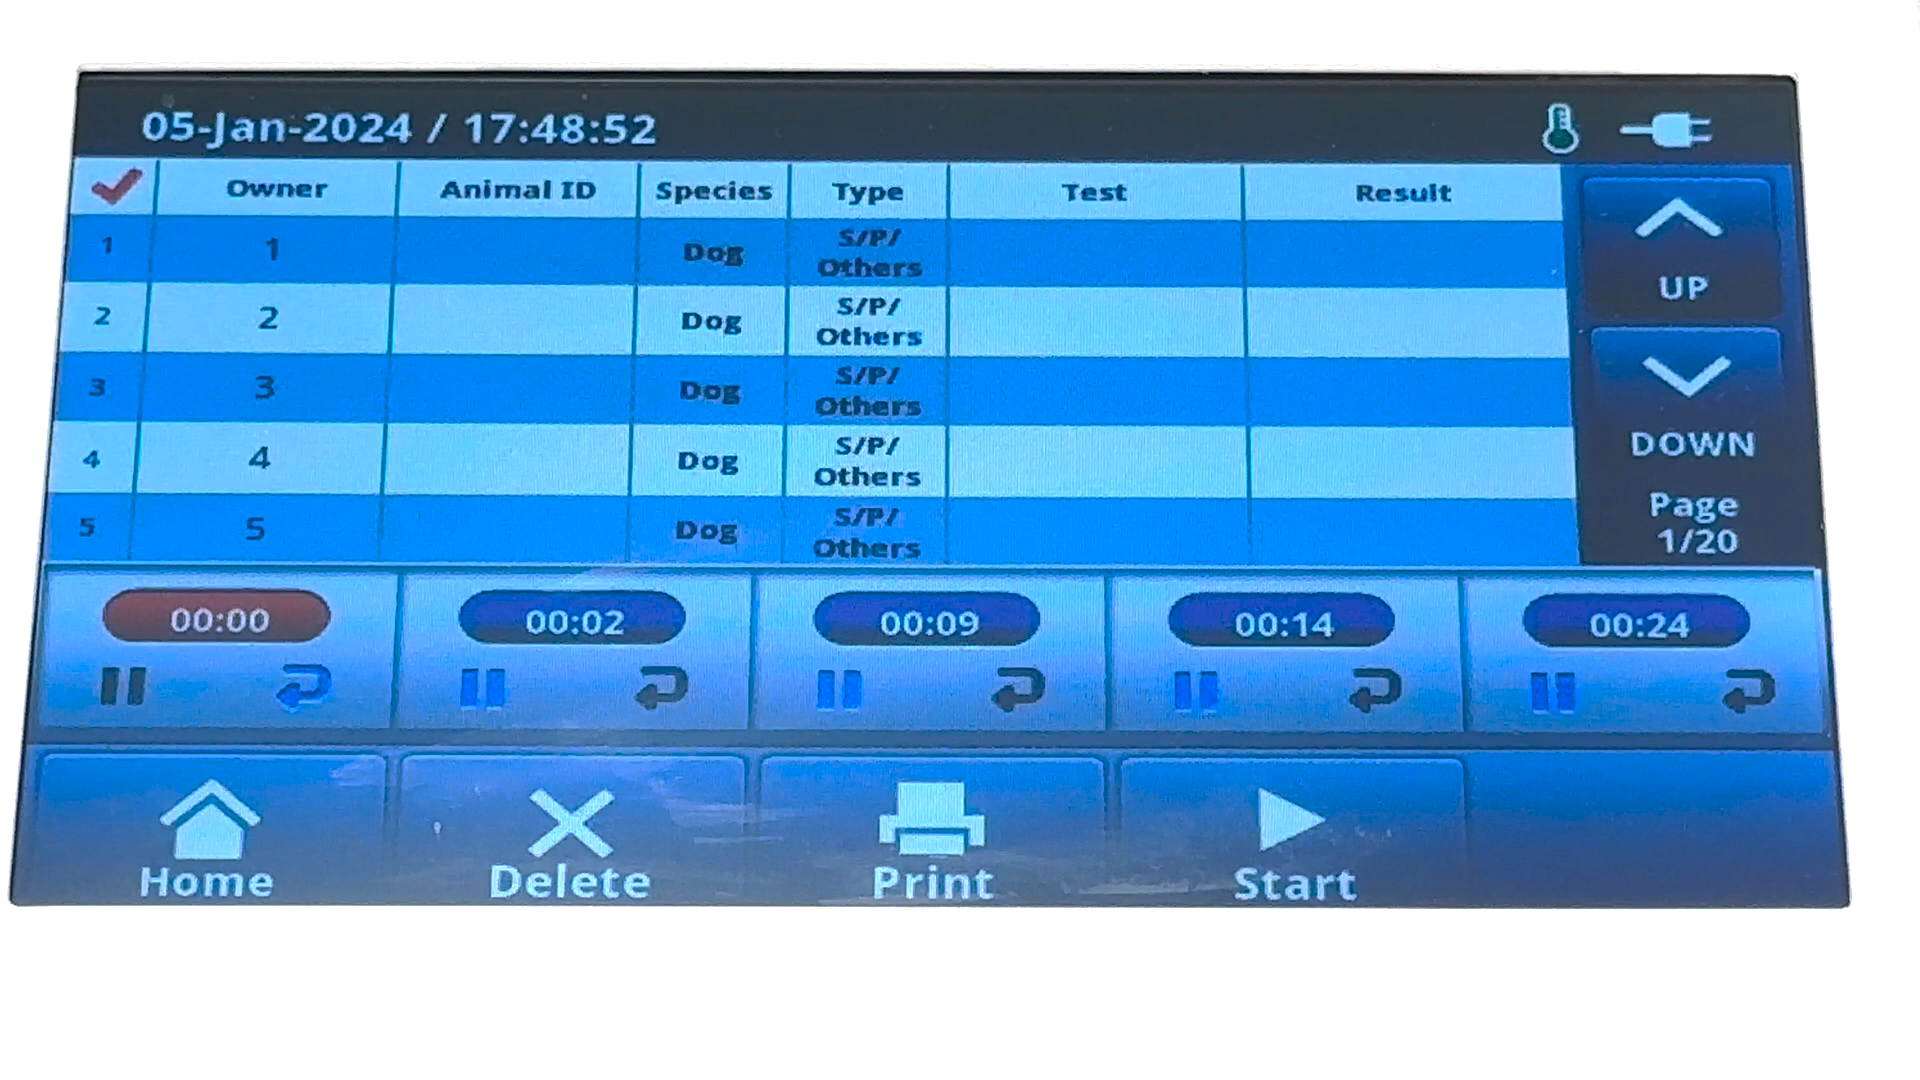 05-Jan-2024 / 17:48:52
Owner Animal ID Species Type Test Result
1 1 Dog S/P/ Others
2 2 Dog S/P/ Others
3 3 Dog S/P/ Others
4 4 Dog S/P/ Others
5 5 Dog S/P/ Others
UP
DOWN
Page
1/20
00:00 00:02 00:09 00:14 00:24
Home Delete Print Start